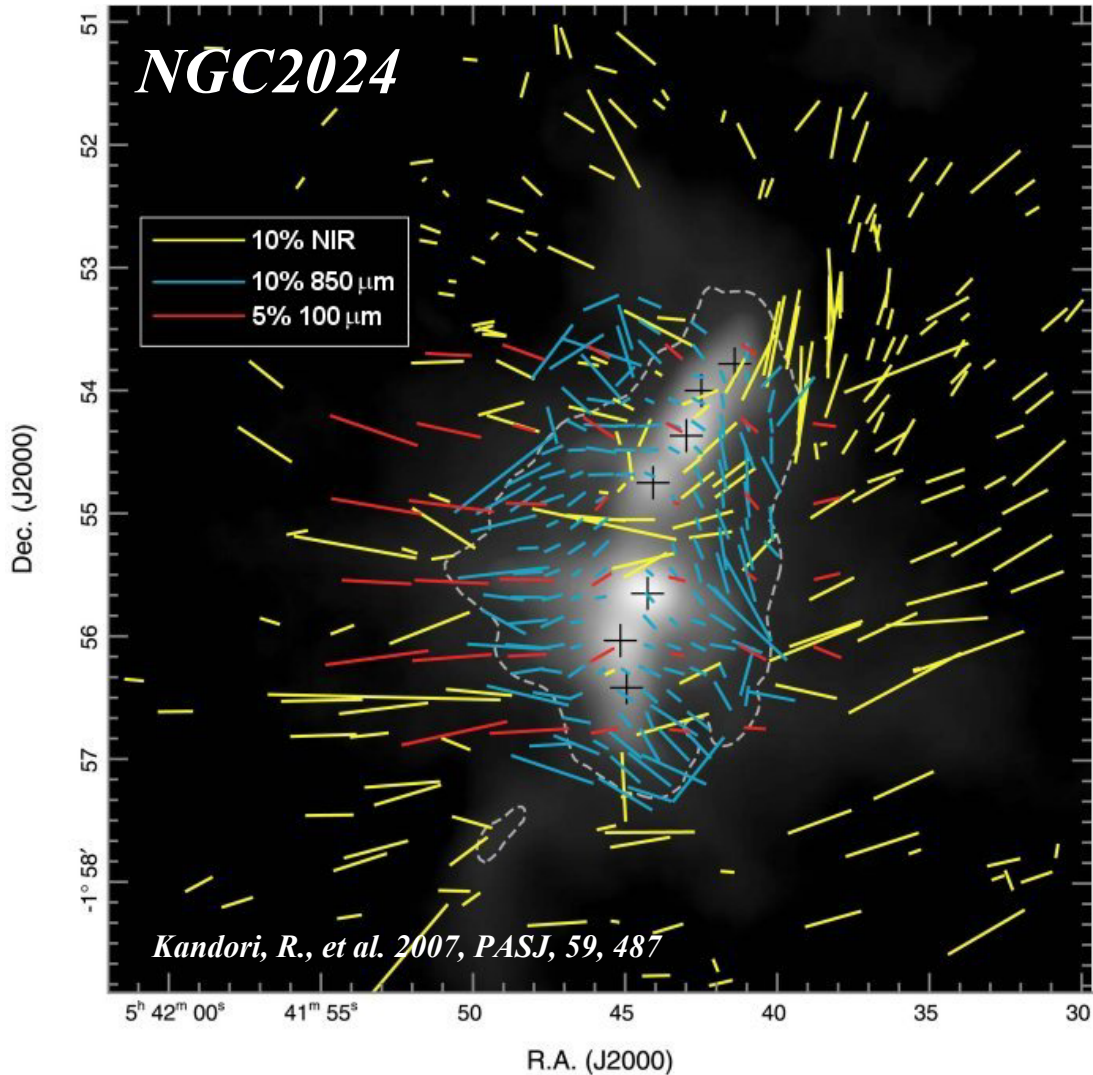 NGC2024
10% NIR
10% 850 μm
5% 100 μm
51
52
53
54
55
56
57
-1° 58′
Dec. (J2000)
Kandori, R., et al. 2007, PASJ, 59, 487
5ʰ 42ᵐ 00ˢ 41ᵐ 55ˢ 50 45 40 35 30
R.A. (J2000)